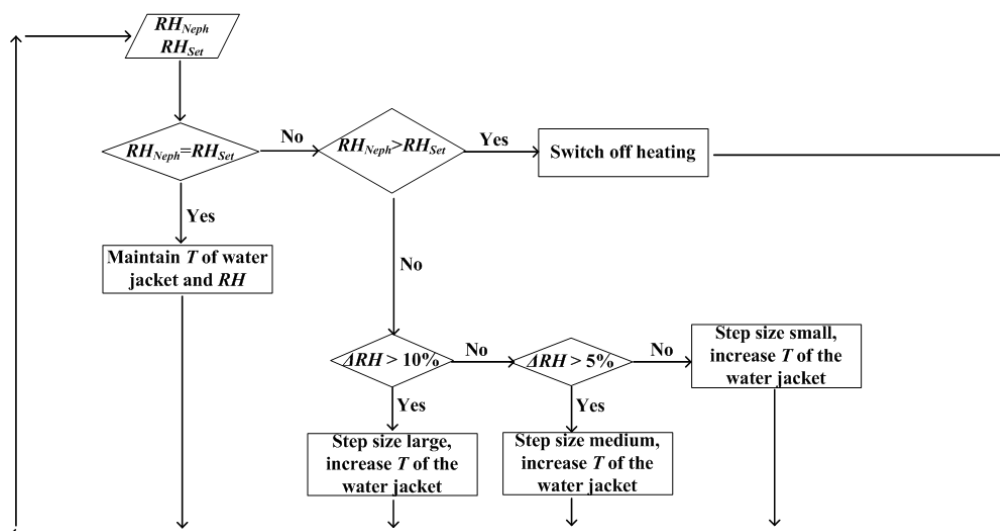 RH_Neph
RH_Set
RH_Neph=RH_Set
No
RH_Neph>RH_Set
Yes
Switch off heating
Yes
Maintain T of water
jacket and RH
No
ΔRH > 10%
No
ΔRH > 5%
No
Step size small,
increase T of the
water jacket
Yes
Step size large,
increase T of the
water jacket
Yes
Step size medium,
increase T of the
water jacket